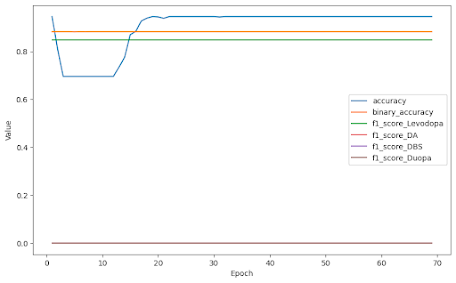 0.8
0.6
0.4
0.2
0.0
Value
0
10
20
30
40
50
60
70
Epoch
accuracy
binary_accuracy
f1_score_Levodopa
f1_score_DA
f1_score_DBS
f1_score_Duopa